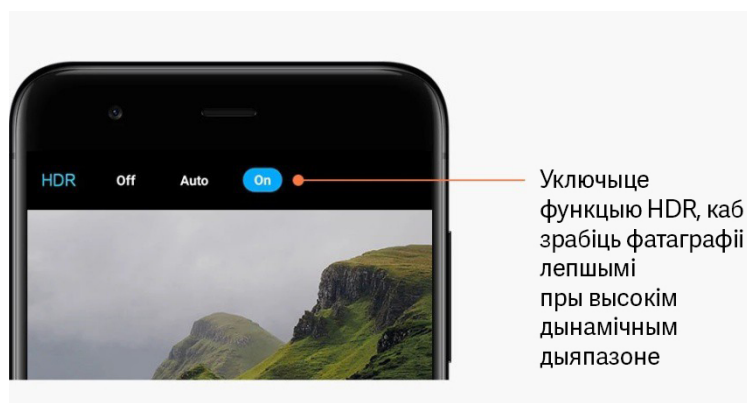 HDR Off Auto On
Уключыце
функцыю HDR, каб
зрабіць фатаграфіі
лепшымі
пры высокім
дынамічным
дыяпазоне